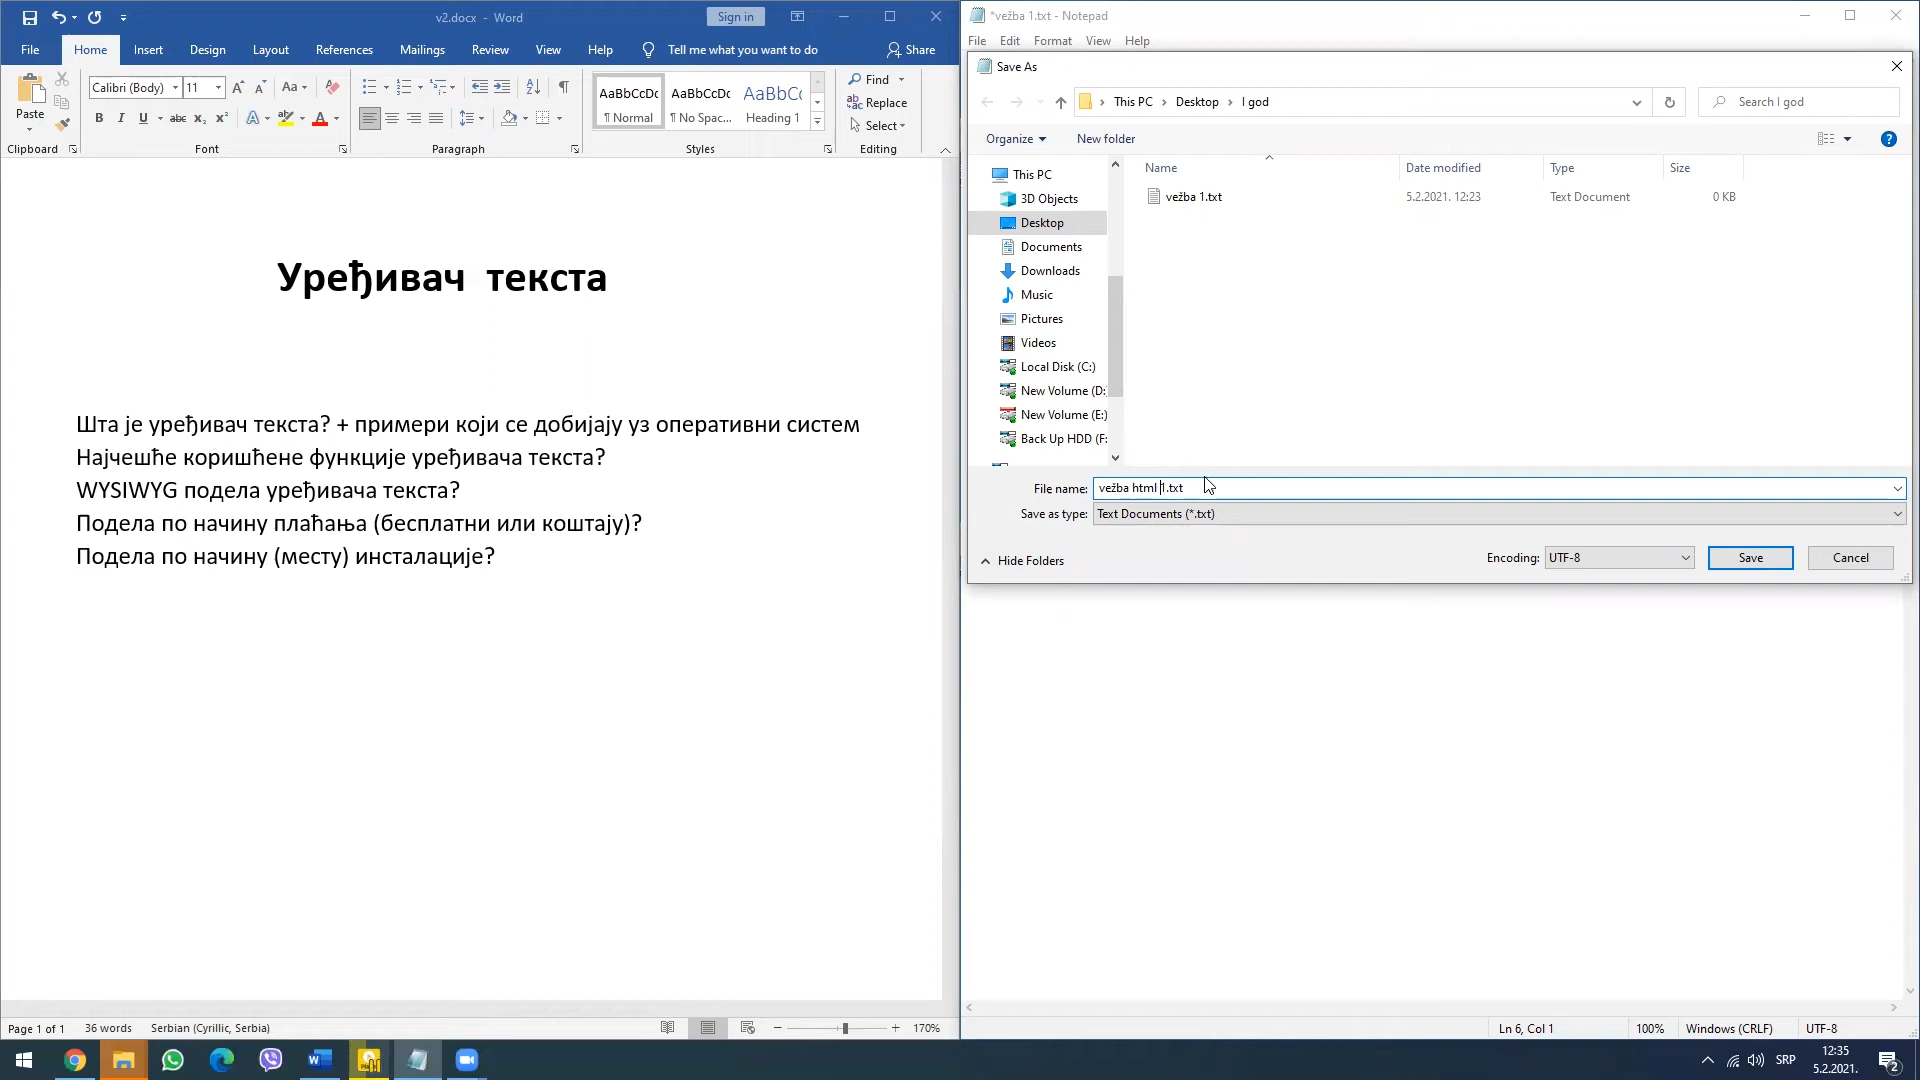 v2.docx - Word
Sign in
File Home Insert Design Layout References Mailings Review View Help Tell me what you want to do Share
Paste
Calibri (Body) 11
AaBbCcDc AaBbCcDc AaBbCc
¶ Normal ¶ No Spac... Heading 1
Find
Replace
Select
Clipboard Font Paragraph Styles Editing
Уређивач текста
Шта је уређивач текста? + примери који се добијају уз оперативни систем
Најчешће коришћене функције уређивача текста?
WYSIWYG подела уређивача текста?
Подела по начину плаћања (бесплатни или коштају)?
Подела по начину (месту) инсталације?
Page 1 of 1 36 words Serbian (Cyrillic, Serbia) 170%
*vežba 1.txt - Notepad
File Edit Format View Help
Save As
This PC > Desktop > I god
Search I god
Organize New folder
Name Date modified Type Size
vežba 1.txt 5.2.2021. 12:23 Text Document 0 KB
This PC
3D Objects
Desktop
Documents
Downloads
Music
Pictures
Videos
Local Disk (C:)
New Volume (D:
New Volume (E:)
Back Up HDD (F:
File name: vežba html 1.txt
Save as type: Text Documents (*.txt)
Hide Folders
Encoding: UTF-8 Save Cancel
Ln 6, Col 1 100% Windows (CRLF) UTF-8
SRP
12:35
5.2.2021.
2